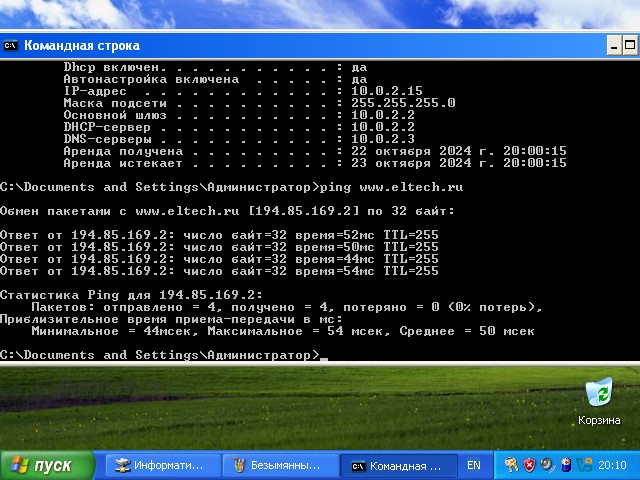 Командная строка
Dhcp включен. . . . . . . . . . . : да
Автонастройка включена . . . . . : да
IP-адрес . . . . . . . . . . . . : 10.0.2.15
Маска подсети . . . . . . . . . . : 255.255.255.0
Основной шлюз . . . . . . . . . . : 10.0.2.2
DHCP-сервер . . . . . . . . . . . : 10.0.2.2
DNS-серверы . . . . . . . . . . . : 10.0.2.3
Аренда получена . . . . . . . . . : 22 октября 2024 г. 20:00:15
Аренда истекает . . . . . . . . . : 23 октября 2024 г. 20:00:15
C:\Documents and Settings\Администратор>ping www.eltech.ru
Обмен пакетами с www.eltech.ru [194.85.169.2] по 32 байт:
Ответ от 194.85.169.2: число байт=32 время=52мс TTL=255
Ответ от 194.85.169.2: число байт=32 время=50мс TTL=255
Ответ от 194.85.169.2: число байт=32 время=44мс TTL=255
Ответ от 194.85.169.2: число байт=32 время=54мс TTL=255
Статистика Ping для 194.85.169.2:
Пакетов: отправлено = 4, получено = 4, потеряно = 0 (0% потерь),
Приблизительное время приема-передачи в мс:
Минимальное = 44мсек, Максимальное = 54 мсек, Среднее = 50 мсек
C:\Documents and Settings\Администратор>_
Корзина
пуск
Информати...
Безымянны...
Командная ...
EN
20:10